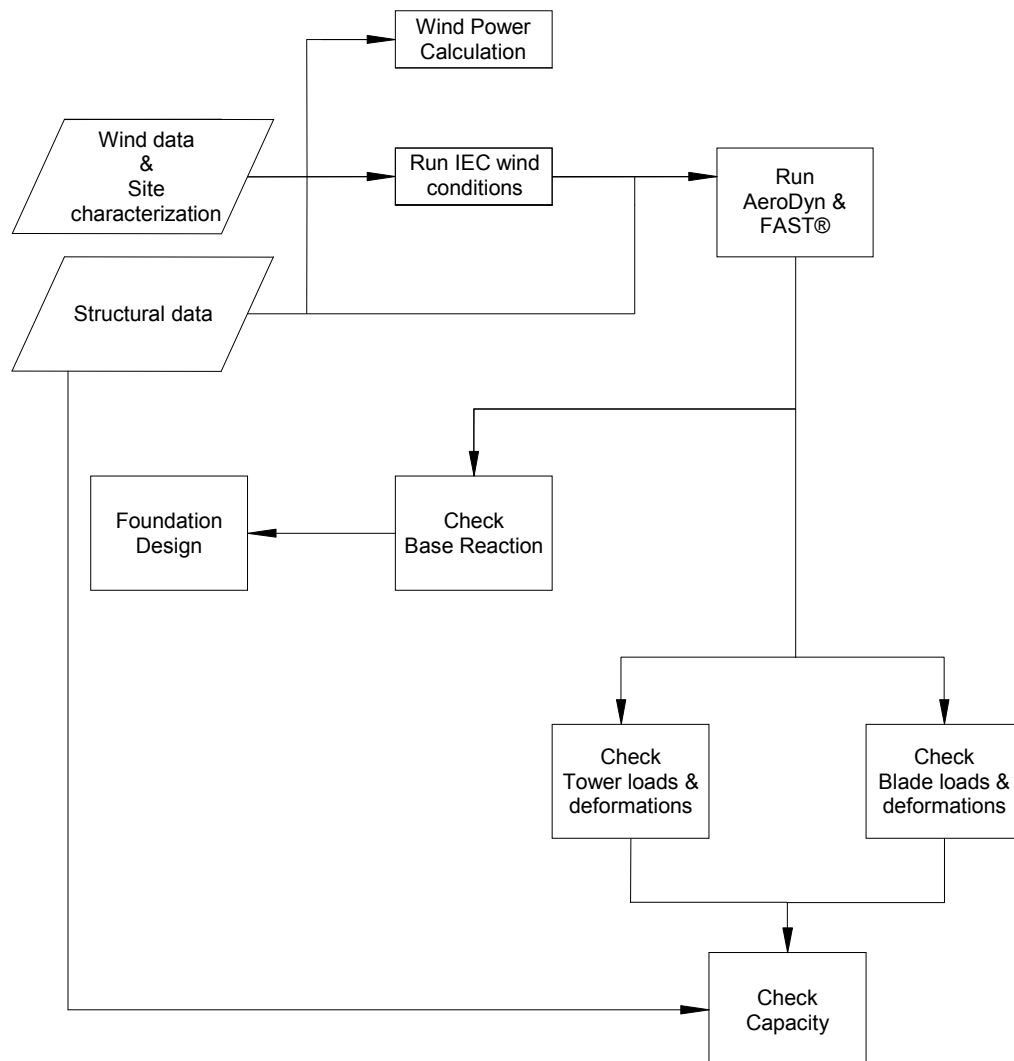 Wind Power
Calculation
Wind data
&
Site
characterization
Run IEC wind
conditions
Run
AeroDyn &
FAST®
Structural data
Foundation
Design
Check
Base Reaction
Check
Tower loads &
deformations
Check
Blade loads &
deformations
Check
Capacity